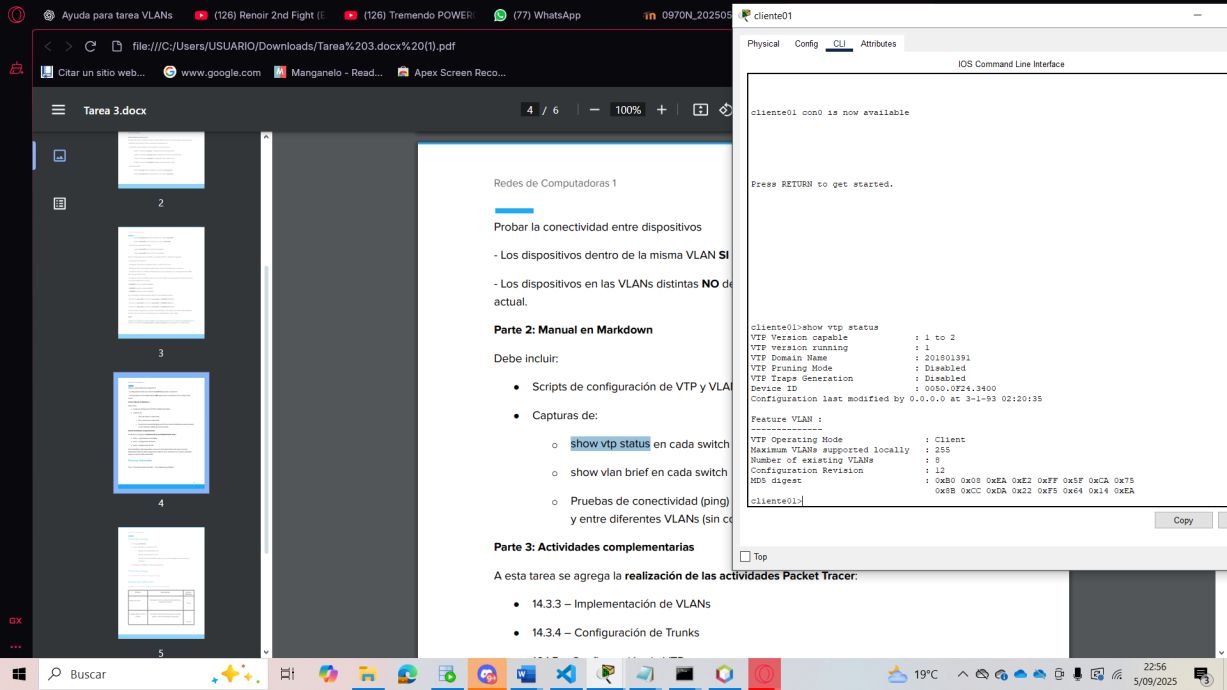 Ayuda para tarea VLANs
(126) Renoir 2nd Fight (E
(126) Tremendo POWER
(77) WhatsApp
0970N_202505
file:///C:/Users/USUARIO/Downloads/Tarea%203.docx%20(1).pdf
Citar un sitio web...
www.google.com
Manganelo - Read...
Apex Screen Reco...
Tarea 3.docx
4 / 6
100%
2
3
4
5
Redes de Computadoras 1
Probar la conectividad entre dispositivos
- Los dispositivos dentro de la misma VLAN SI
- Los dispositivos en las VLANs distintas NO de
actual.
Parte 2: Manual en Markdown
Debe incluir:
● Scripts de configuración de VTP y VLAN
● Capturas de:
○ show vtp status en cada switch
○ show vlan brief en cada switch
○ Pruebas de conectividad (ping)
y entre diferentes VLANs (sin co
Parte 3: Actividades complementarias
A esta tarea se agrega la realización de las actividades Packet Tracer:
● 14.3.3 – Implementación de VLANs
● 14.3.4 – Configuración de Trunks
cliente01
Physical Config CLI Attributes
IOS Command Line Interface
cliente01 con0 is now available
Press RETURN to get started.
cliente01>show vtp status
VTP Version capable : 1 to 2
VTP version running : 1
VTP Domain Name : 201801391
VTP Pruning Mode : Disabled
VTP Traps Generation : Disabled
Device ID : 0050.0F24.3400
Configuration last modified by 0.0.0.0 at 3-1-93 02:20:35
Feature VLAN :
--------------
VTP Operating Mode : Client
Maximum VLANs supported locally : 255
Number of existing VLANs : 8
Configuration Revision : 12
MD5 digest : 0xB0 0x08 0xEA 0xE2 0xFF 0x5F 0xCA 0x75
0x8B 0xCC 0xDA 0x22 0xF5 0x64 0x14 0xEA
cliente01>
Copy
Top
GX
Buscar
19°C
22:56
5/09/2025
3